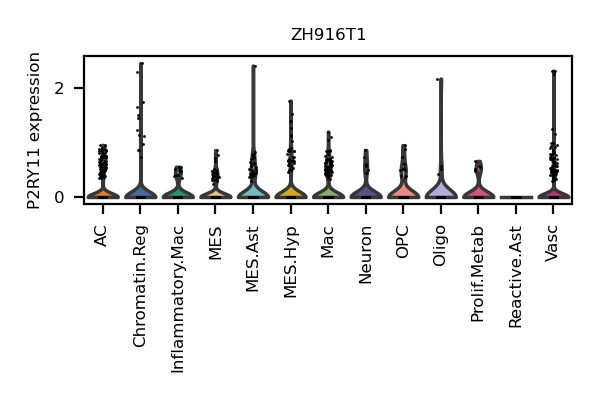 ZH916T1
P2RY11 expression
2
0
AC
Chromatin.Reg
Inflammatory.Mac
MES
MES.Ast
MES.Hyp
Mac
Neuron
OPC
Oligo
Prolif.Metab
Reactive.Ast
Vasc